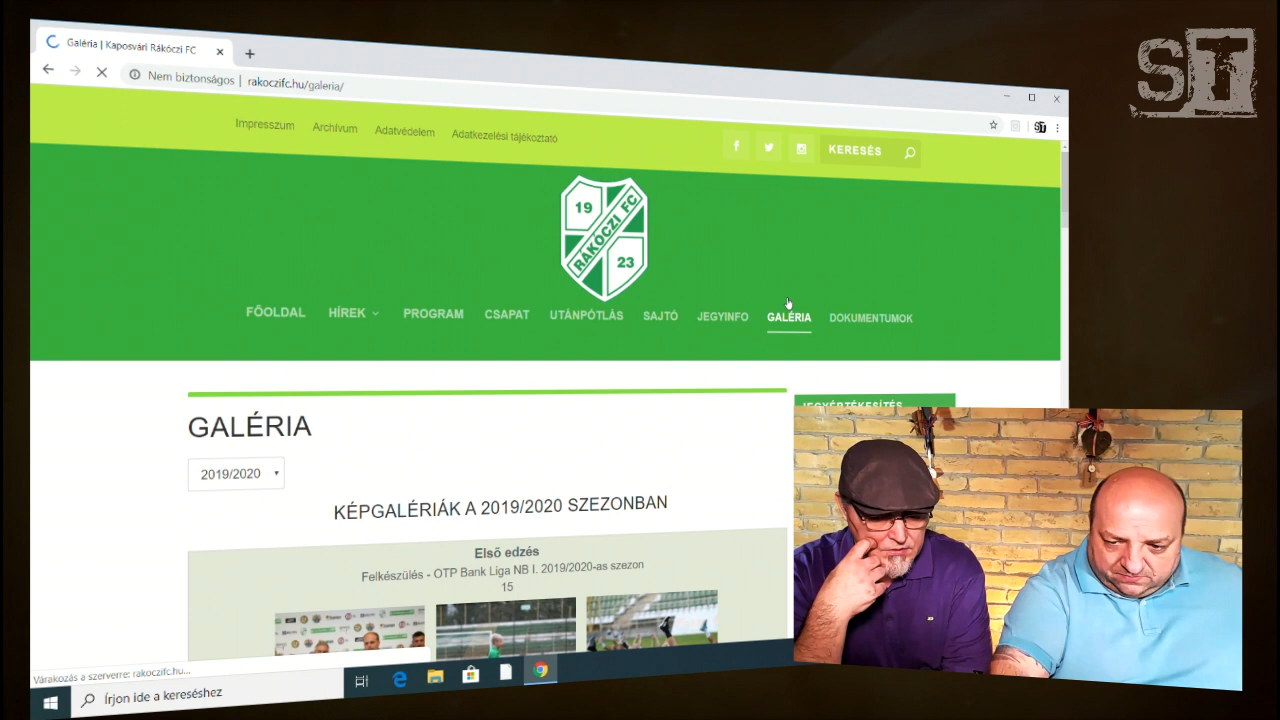 Galéria | Kaposvári Rákóczi FC
ST
Nem biztonságos | rakoczifc.hu/galeria/
Impresszum Archívum Adatvédelem Adatkezelési tájékoztató
KERESÉS
19
RÁKÓCZI FC
23
FŐOLDAL HÍREK PROGRAM CSAPAT UTÁNPÓTLÁS SAJTÓ JEGYINFO GALÉRIA DOKUMENTUMOK
JEGYÉRTÉKESÍTÉS
GALÉRIA
2019/2020
KÉPGALÉRIÁK A 2019/2020 SZEZONBAN
Első edzés
Felkészülés - OTP Bank Liga NB I. 2019/2020-as szezon
15
Várakozás a szerverre: rakoczifc.hu...
Írjon ide a kereséshez